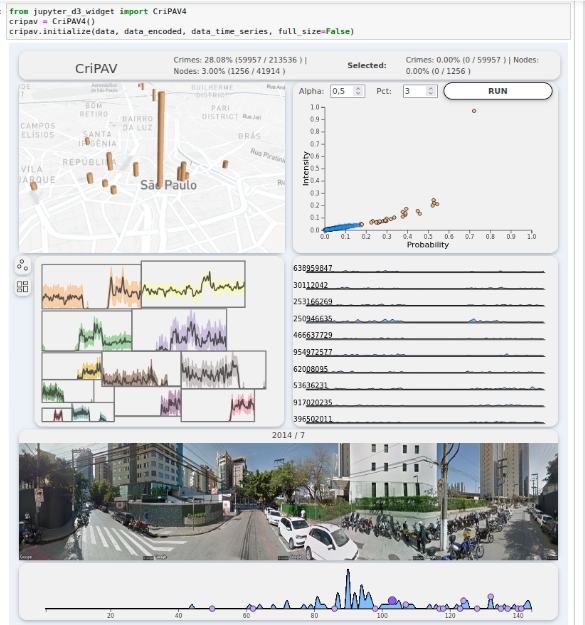 from jupyter_d3_widget import CriPAV4
cripav = CriPAV4()
cripav.initialize(data, data_encoded, data_time_series, full_size=False)
CriPAV
Crimes: 28.08% (59957 / 213536 ) |
Nodes: 3.00% (1256 / 41914 )
Selected:
Crimes: 0.00% (0 / 59957 ) | Nodes:
0.00% (0 / 1256 )
GUILHERME
DISTRICT
BOM
RETIRO
PARI
DISTRICT
CAMPOS
ELÍSIOS
BAIRRO
DA LUZ
SANTA
IFIGÊNIA
BRÁS
REPÚBLICA
VILA
São Paulo
Alpha: 0,5 Pct: 3 RUN
Intensity
1.0
0.9
0.8
0.7
0.6
0.5
0.4
0.3
0.2
0.1
0.0
0.0 0.1 0.2 0.3 0.4 0.5 0.6 0.7 0.8 0.9 1.0
Probability
638959847
30112042
253166269
250946635
466637729
954972577
62008095
53636231
917020235
396502011
2014 / 7
20 40 60 80 100 120 140